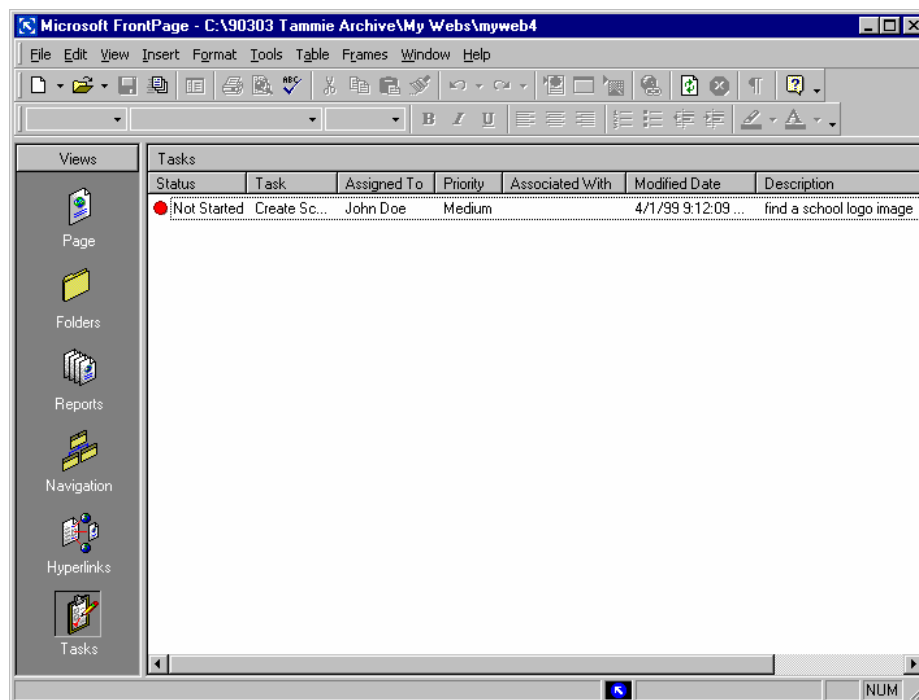 Microsoft FrontPage - C:\90303 Tammie Archive\My Webs\myweb4
File Edit View Insert Format Tools Table Frames Window Help
ABC
B I U A
Views Tasks
Status Task Assigned To Priority Associated With Modified Date Description
Not Started Create Sc... John Doe Medium 4/1/99 9:12:09 ... find a school logo image
Page
Folders
Reports
Navigation
Hyperlinks
Tasks
NUM